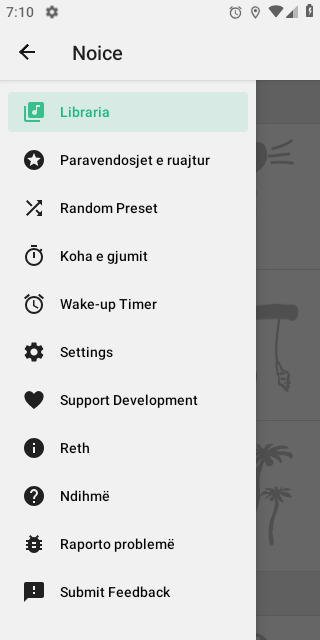 7:10
Noice
Libraria
Paravendosjet e ruajtur
Random Preset
Koha e gjumit
Wake-up Timer
Settings
Support Development
Reth
Ndihmë
Raporto problemë
Submit Feedback